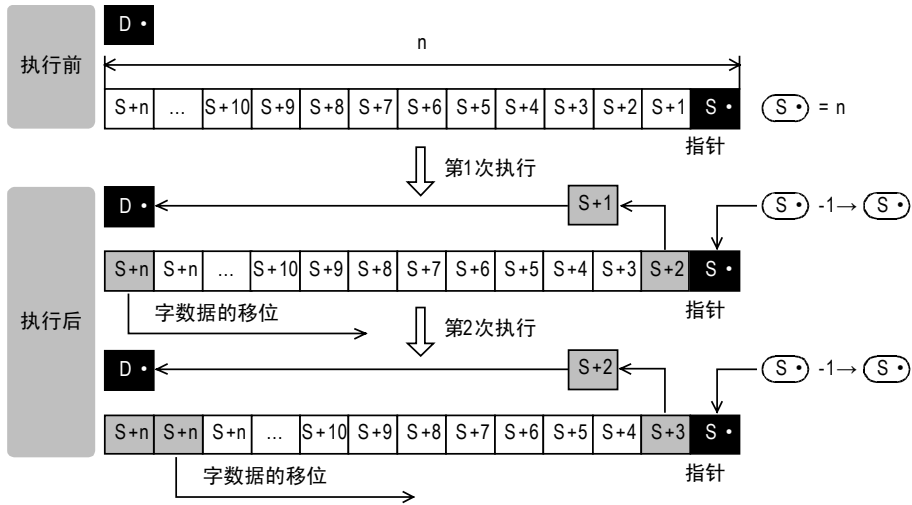 D •
执行前
n
S+n ... S+10 S+9 S+8 S+7 S+6 S+5 S+4 S+3 S+2 S+1 S •
S • = n
指针
第1次执行
D •
S+1
S • -1→ S •
S+n S+n ... S+10 S+9 S+8 S+7 S+6 S+5 S+4 S+3 S+2 S •
指针
字数据的移位
执行后
第2次执行
D •
S+2
S • -1→ S •
S+n S+n S+n ... S+10 S+9 S+8 S+7 S+6 S+5 S+4 S+3 S •
指针
字数据的移位